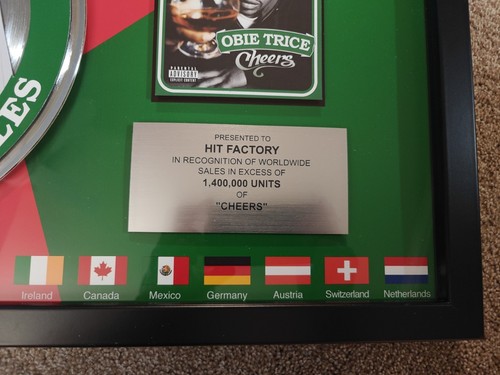 OBIE TRICE
Cheers
PARENTAL
ADVISORY
EXPLICIT CONTENT
LES
PRESENTED TO
HIT FACTORY
IN RECOGNITION OF WORLDWIDE
SALES IN EXCESS OF
1,400,000 UNITS
OF
"CHEERS"
Ireland Canada Mexico Germany Austria Switzerland Netherlands